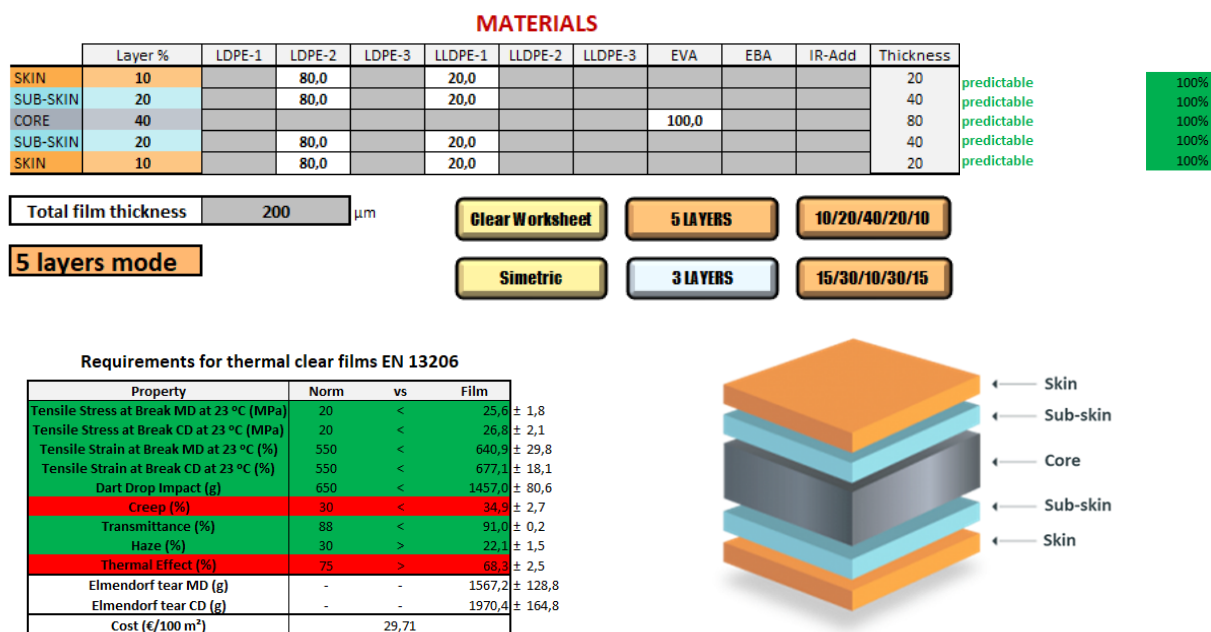 MATERIALS
Layer % LDPE-1 LDPE-2 LDPE-3 LLDPE-1 LLDPE-2 LLDPE-3 EVA EBA IR-Add Thickness
SKIN 10 80,0 20,0 20 predictable 100%
SUB-SKIN 20 80,0 20,0 40 predictable 100%
CORE 40 100,0 80 predictable 100%
SUB-SKIN 20 80,0 20,0 40 predictable 100%
SKIN 10 80,0 20,0 20 predictable 100%
Total film thickness 200 µm
Clear Worksheet 5 LAYERS 10/20/40/20/10
5 layers mode
Simetric 3 LAYERS 15/30/10/30/15
Requirements for thermal clear films EN 13206
Property Norm vs Film
Tensile Stress at Break MD at 23 ºC (MPa) 20 < 25,6 ± 1,8
Tensile Stress at Break CD at 23 ºC (MPa) 20 < 26,8 ± 2,1
Tensile Strain at Break MD at 23 ºC (%) 550 < 640,9 ± 29,8
Tensile Strain at Break CD at 23 ºC (%) 550 < 677,1 ± 18,1
Dart Drop Impact (g) 650 < 1457,0 ± 80,6
Creep (%) 30 < 34,9 ± 2,7
Transmittance (%) 88 < 91,0 ± 0,2
Haze (%) 30 > 22,1 ± 1,5
Thermal Effect (%) 75 > 68,3 ± 2,5
Elmendorf tear MD (g) - - 1567,2 ± 128,8
Elmendorf tear CD (g) - - 1970,4 ± 164,8
Cost (€/100 m²) 29,71
Skin
Sub-skin
Core
Sub-skin
Skin